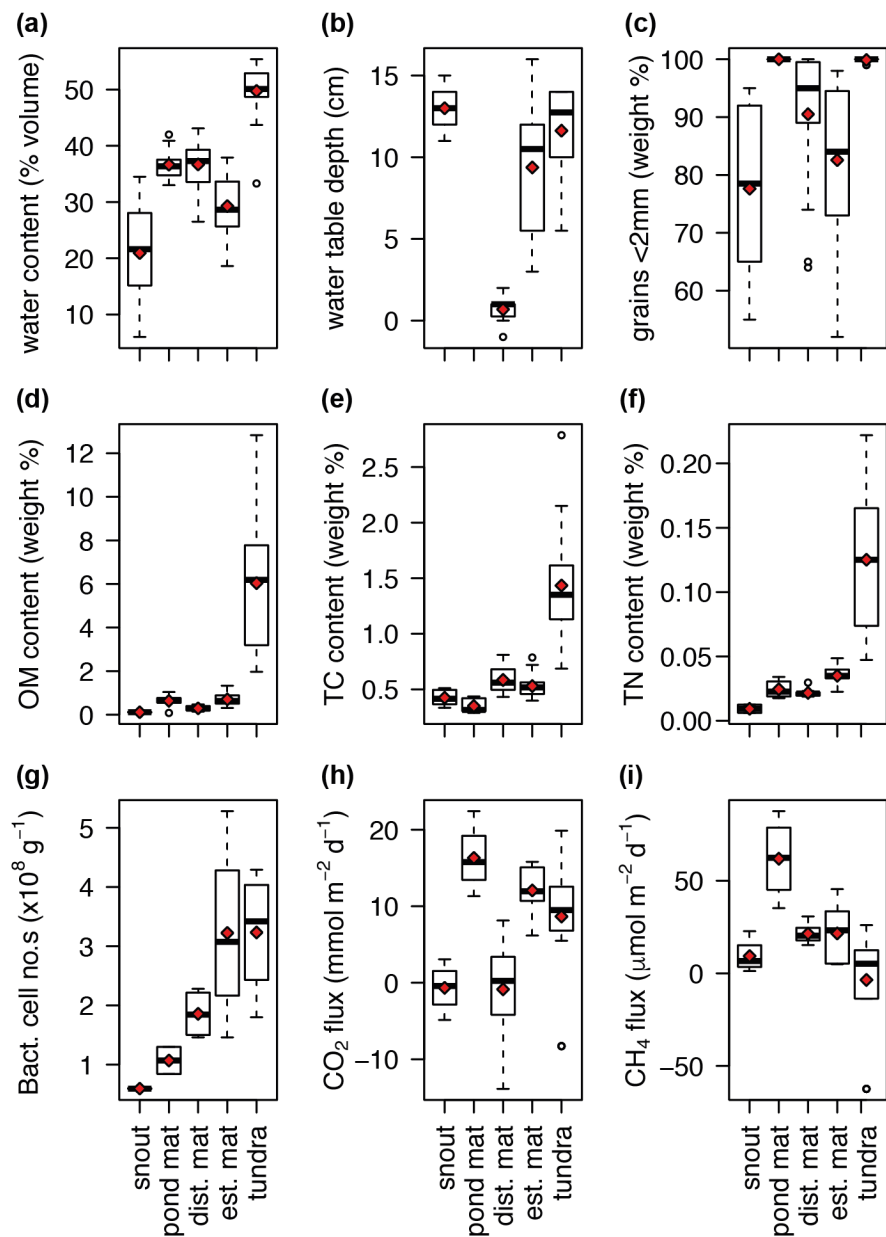 (a) (b) (c)
water content (% volume)
10 20 30 40 50
water table depth (cm)
0 5 10 15
grains <2mm (weight %)
60 70 80 90 100
(d) (e) (f)
OM content (weight %)
0 2 4 6 8 10 12
TC content (weight %)
0.5 1.0 1.5 2.0 2.5
TN content (weight %)
0.00 0.05 0.10 0.15 0.20
(g) (h) (i)
Bact. cell no.s (x10⁸ g⁻¹)
1 2 3 4 5
CO₂ flux (mmol m⁻² d⁻¹)
−10 0 10 20
CH₄ flux (μmol m⁻² d⁻¹)
−50 0 50
snout
pond mat
dist. mat
est. mat
tundra
snout
pond mat
dist. mat
est. mat
tundra
snout
pond mat
dist. mat
est. mat
tundra